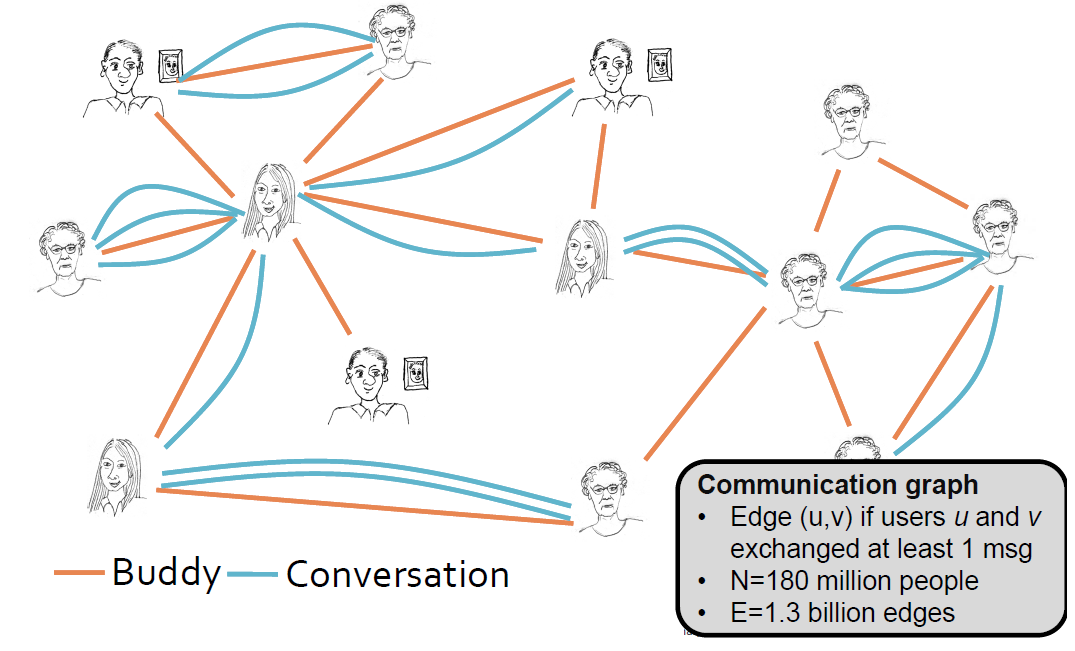 Buddy
Conversation
Communication graph
• Edge (u,v) if users u and v
exchanged at least 1 msg
• N=180 million people
• E=1.3 billion edges